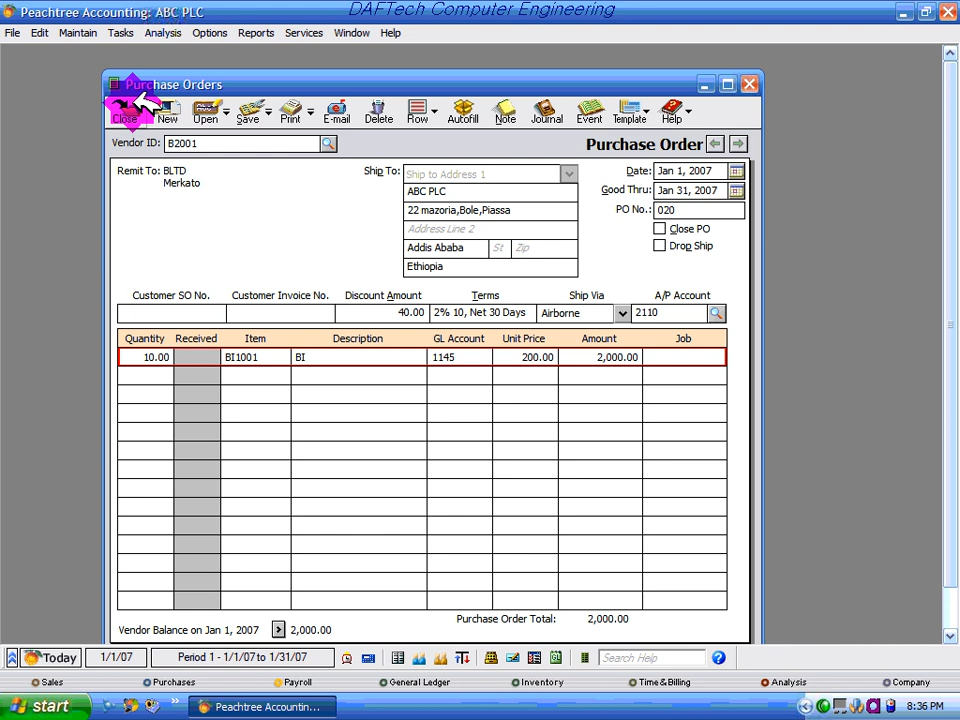 DAFTech Computer Engineering
Peachtree Accounting: ABC PLC
File Edit Maintain Tasks Analysis Options Reports Services Window Help
Purchase Orders
Close New Open Save Print E-mail Delete Row Autofill Note Journal Event Template Help
Vendor ID: B2001 Purchase Order
Remit To: BLTD
Merkato
Ship To: Ship to Address 1
ABC PLC
22 mazoria,Bole,Piassa
Address Line 2
Addis Ababa St Zip
Ethiopia
Date: Jan 1, 2007
Good Thru: Jan 31, 2007
PO No.: 020
Close PO
Drop Ship
Customer SO No. Customer Invoice No. Discount Amount Terms Ship Via A/P Account
40.00 2% 10, Net 30 Days Airborne 2110
Quantity Received Item Description GL Account Unit Price Amount Job
10.00 BI1001 BI 1145 200.00 2,000.00
Purchase Order Total: 2,000.00
Vendor Balance on Jan 1, 2007 2,000.00
Today 1/1/07 Period 1 - 1/1/07 to 1/31/07 Search Help
Sales Purchases Payroll General Ledger Inventory Time & Billing Analysis Company
start Peachtree Accountin... 8:36 PM